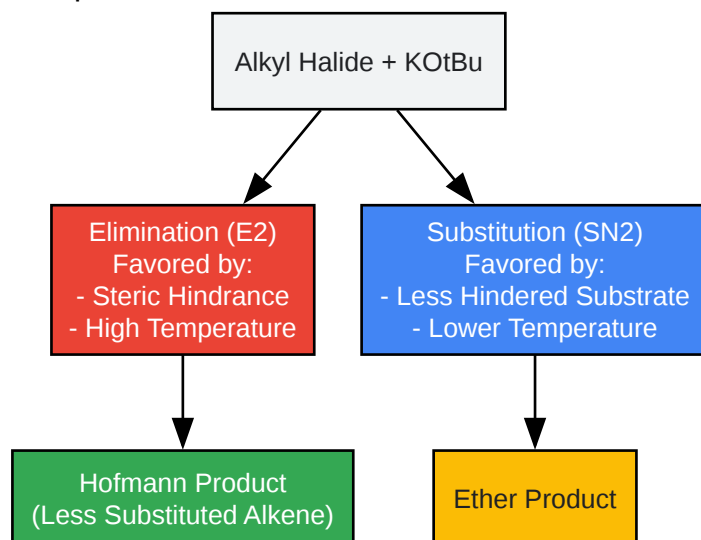 Alkyl Halide + KOtBu
Elimination (E2)
Favored by:
- Steric Hindrance
- High Temperature
Substitution (SN2)
Favored by:
- Less Hindered Substrate
- Lower Temperature
Hofmann Product
(Less Substituted Alkene)
Ether Product